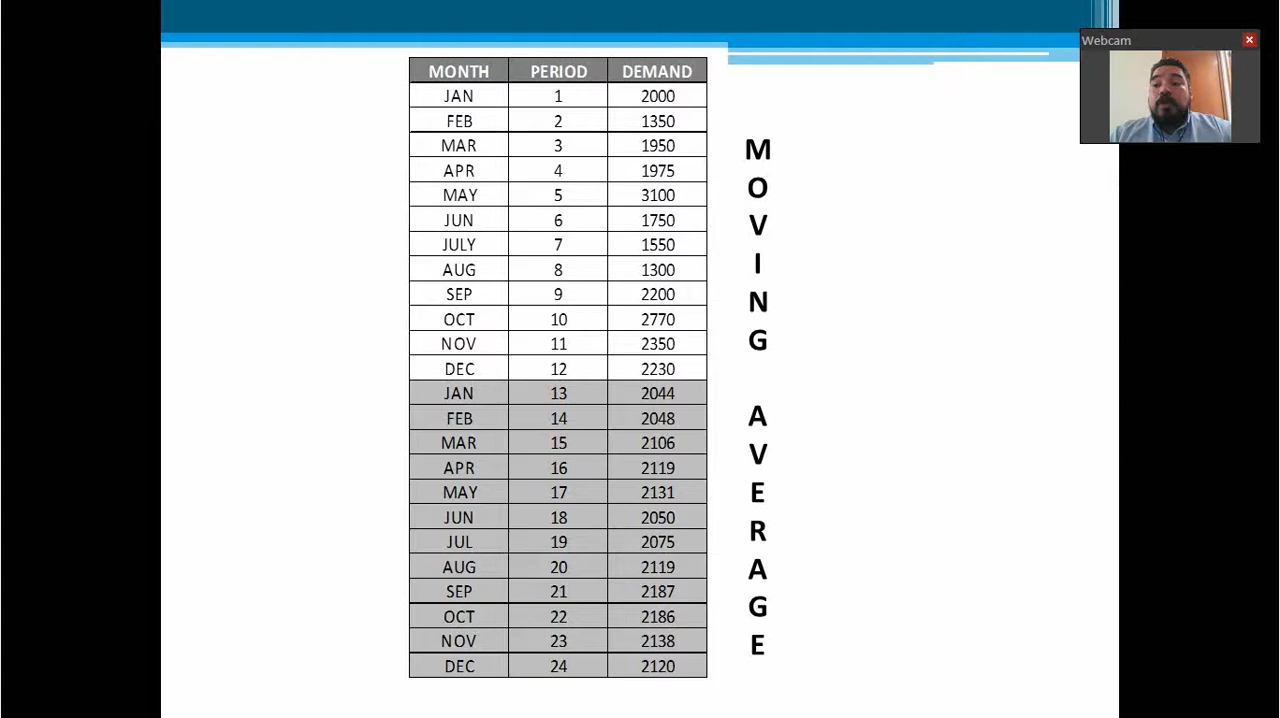 Webcam
MONTH PERIOD DEMAND
JAN 1 2000
FEB 2 1350
MAR 3 1950
APR 4 1975
MAY 5 3100
JUN 6 1750
JULY 7 1550
AUG 8 1300
SEP 9 2200
OCT 10 2770
NOV 11 2350
DEC 12 2230
JAN 13 2044
FEB 14 2048
MAR 15 2106
APR 16 2119
MAY 17 2131
JUN 18 2050
JUL 19 2075
AUG 20 2119
SEP 21 2187
OCT 22 2186
NOV 23 2138
DEC 24 2120
MOVING AVERAGE